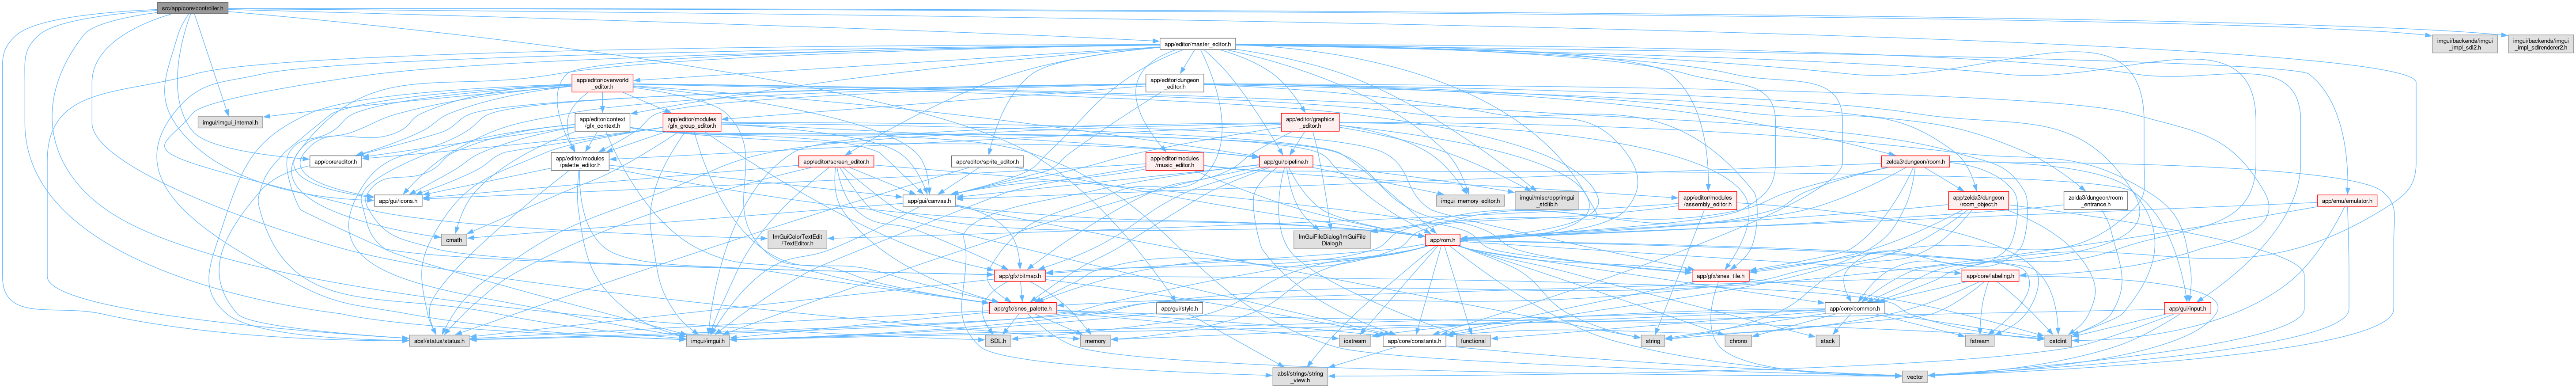 src/app/core/controller.h
app/editor/master_editor.h
imgui/backends/imgui
_impl_sdl2.h
imgui/backends/imgui
_impl_sdlrenderer2.h
app/editor/overworld
_editor.h
app/editor/dungeon
_editor.h
imgui/imgui_internal.h
app/editor/context
/gfx_context.h
app/editor/modules
/gfx_group_editor.h
app/editor/graphics
_editor.h
app/core/editor.h
app/editor/modules
/palette_editor.h
app/editor/screen_editor.h
app/editor/sprite_editor.h
app/editor/modules
/music_editor.h
app/gui/pipeline.h
zelda3/dungeon/room.h
app/gui/icons.h
app/gui/canvas.h
imgui_memory_editor.h
imgui/misc/cpp/imgui
_stdlib.h
app/editor/modules
/assembly_editor.h
app/zelda3/dungeon
/room_object.h
zelda3/dungeon/room
_entrance.h
app/emu/emulator.h
cmath
ImGuiColorTextEdit
/TextEditor.h
ImGuiFileDialog/ImGuiFile
Dialog.h
app/rom.h
app/gfx/bitmap.h
app/gfx/snes_tile.h
app/core/labeling.h
app/gfx/snes_palette.h
app/gui/style.h
app/core/common.h
app/gui/input.h
absl/status/status.h
imgui/imgui.h
SDL.h
memory
iostream
app/core/constants.h
functional
string
chrono
stack
fstream
cstdint
absl/strings/string
_view.h
vector